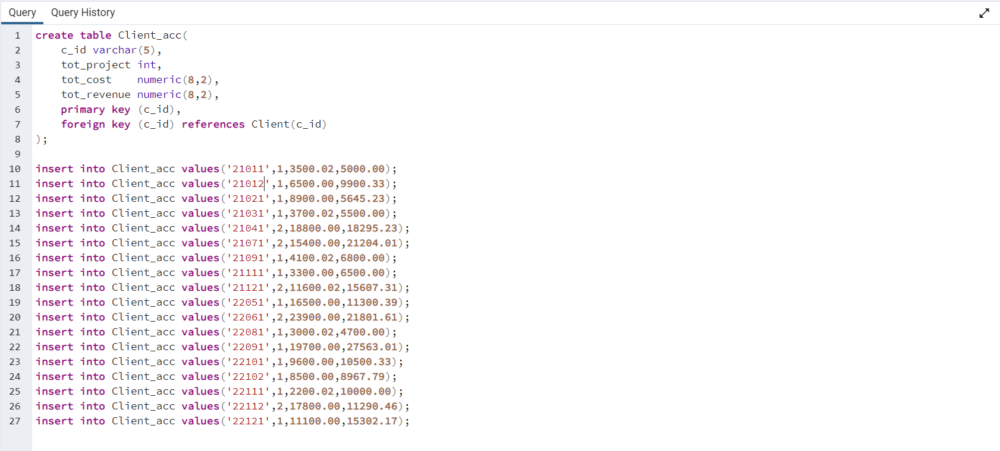 Query Query History
1 create table Client_acc(
2 c_id varchar(5),
3 tot_project int,
4 tot_cost numeric(8,2),
5 tot_revenue numeric(8,2),
6 primary key (c_id),
7 foreign key (c_id) references Client(c_id)
8 );
9
10 insert into Client_acc values('21011',1,3500.02,5000.00);
11 insert into Client_acc values('21012',1,6500.00,9900.33);
12 insert into Client_acc values('21021',1,8900.00,5645.23);
13 insert into Client_acc values('21031',1,3700.02,5500.00);
14 insert into Client_acc values('21041',2,18800.00,18295.23);
15 insert into Client_acc values('21071',2,15400.00,21204.01);
16 insert into Client_acc values('21091',1,4100.02,6800.00);
17 insert into Client_acc values('21111',1,3300.00,6500.00);
18 insert into Client_acc values('21121',2,11600.02,15607.31);
19 insert into Client_acc values('22051',1,16500.00,11300.39);
20 insert into Client_acc values('22061',2,23900.00,21801.61);
21 insert into Client_acc values('22081',1,3000.02,4700.00);
22 insert into Client_acc values('22091',1,19700.00,27563.01);
23 insert into Client_acc values('22101',1,9600.00,10500.33);
24 insert into Client_acc values('22102',1,8500.00,8967.79);
25 insert into Client_acc values('22111',1,2200.02,10000.00);
26 insert into Client_acc values('22112',2,17800.00,11290.46);
27 insert into Client_acc values('22121',1,11100.00,15302.17);